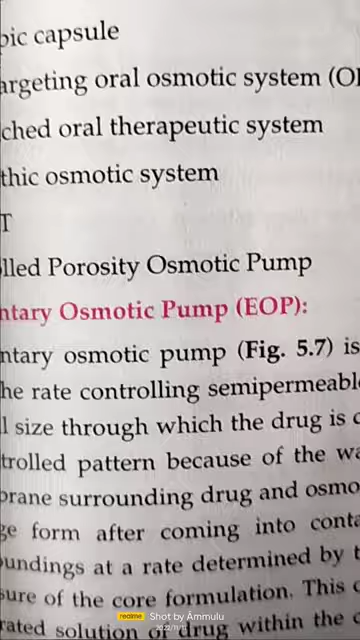 pic capsule
argeting oral osmotic system (O
ched oral therapeutic system
thic osmotic system
T
lled Porosity Osmotic Pump
ntary Osmotic Pump (EOP):
ntary osmotic pump (Fig. 5.7) is
he rate controlling semipermeabl
l size through which the drug is
trolled pattern because of the wa
brane surrounding drug and osmo
ge form after coming into conta
oundings at a rate determined by t
sure of the core formulation. This
rated solution of drug within the
realme Shot by Ammulu